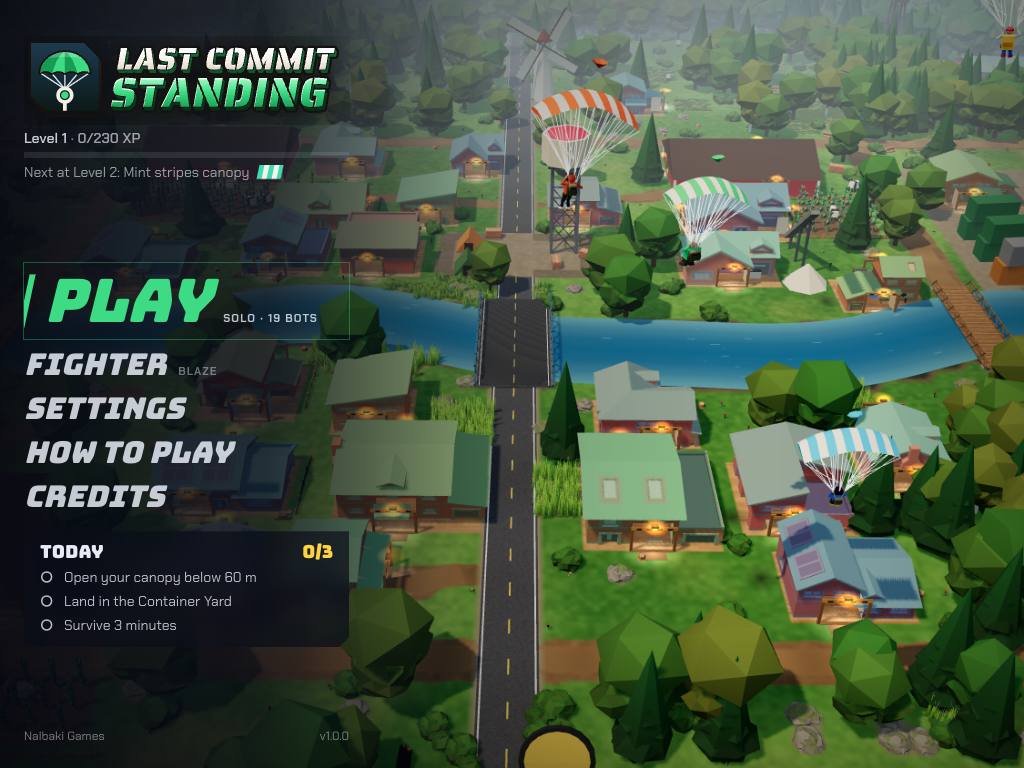 LAST COMMIT
STANDING
Level 1 · 0/230 XP
Next at Level 2: Mint stripes canopy
PLAY SOLO · 19 BOTS
FIGHTER BLAZE
SETTINGS
HOW TO PLAY
CREDITS
TODAY 0/3
Open your canopy below 60 m
Land in the Container Yard
Survive 3 minutes
Nalbaki Games v1.0.0